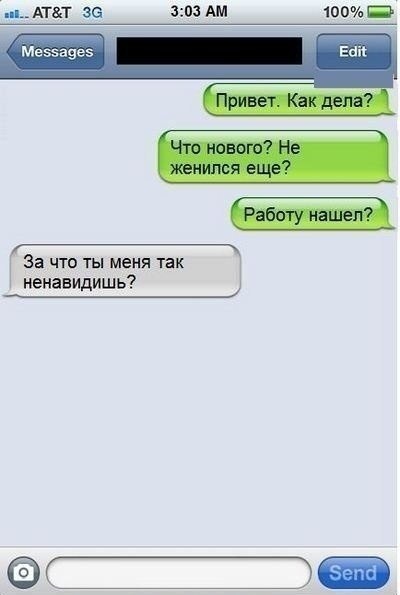 AT&T 3G 3:03 AM 100%
Messages Edit
Привет. Как дела?
Что нового? Не
женился еще?
Работу нашел?
За что ты меня так
ненавидишь?
Send